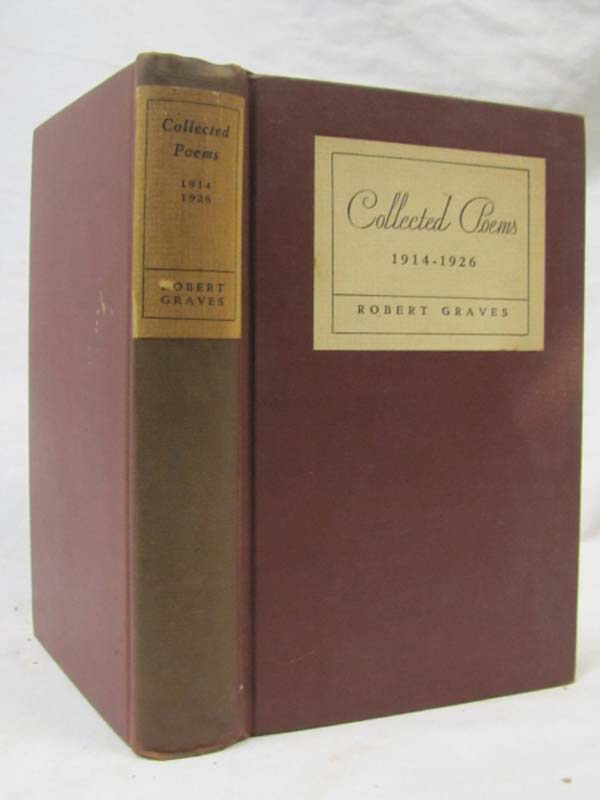 Collected
Poems
1914
1926
ROBERT
GRAVES
Collected Poems
1914-1926
ROBERT GRAVES